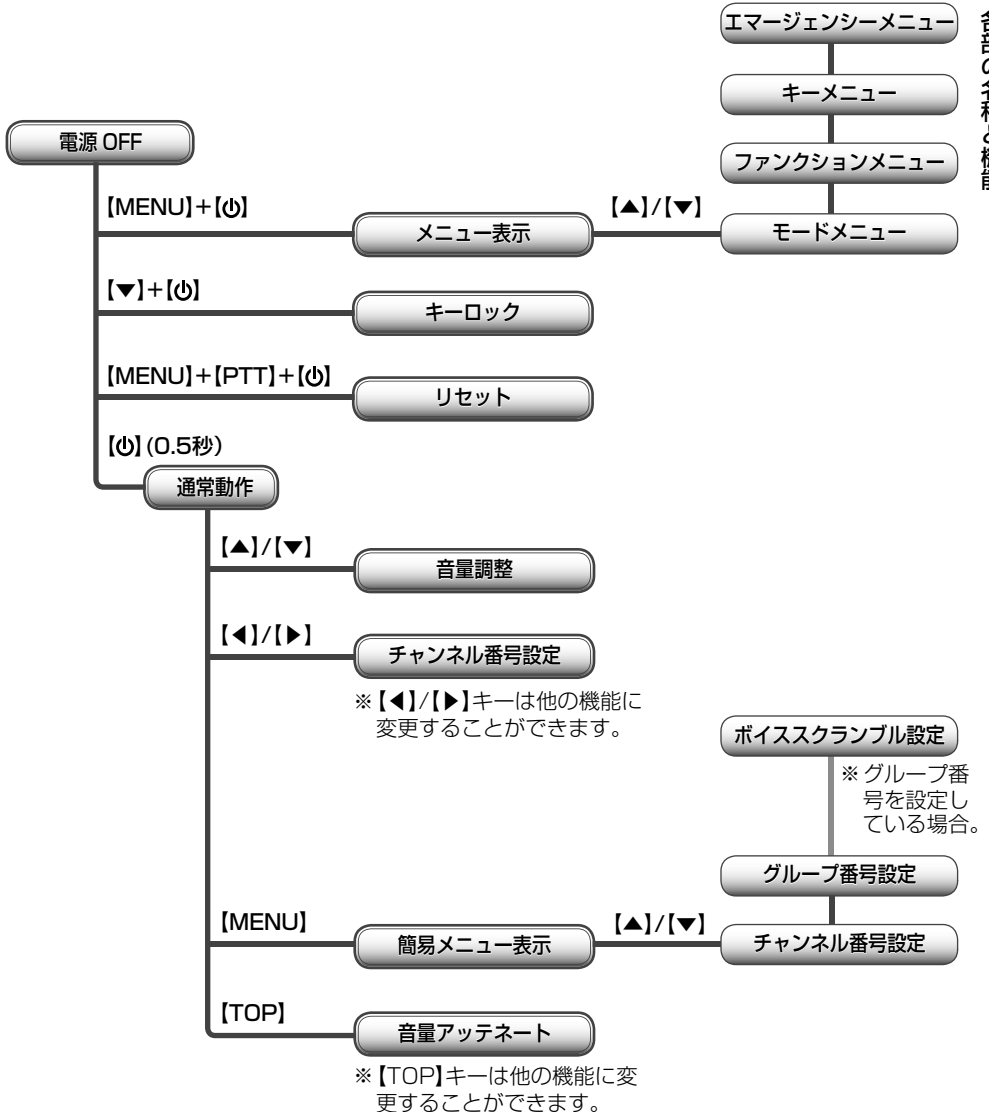 エマージェンシーメニュー
キーメニュー
ファンクションメニュー
モードメニュー
各部の名称と機能
電源 OFF
【MENU】+【⏻】
メニュー表示
【▲】/【▼】
【▼】+【⏻】
キーロック
【MENU】+【PTT】+【⏻】
リセット
【⏻】(0.5秒)
通常動作
【▲】/【▼】
音量調整
【◀】/【▶】
チャンネル番号設定
※【◀】/【▶】キーは他の機能に
変更することができます。
ボイススクランブル設定
※ グループ番
号を設定し
ている場合。
グループ番号設定
【MENU】
簡易メニュー表示
【▲】/【▼】
チャンネル番号設定
【TOP】
音量アッテネート
※【TOP】キーは他の機能に変
更することができます。